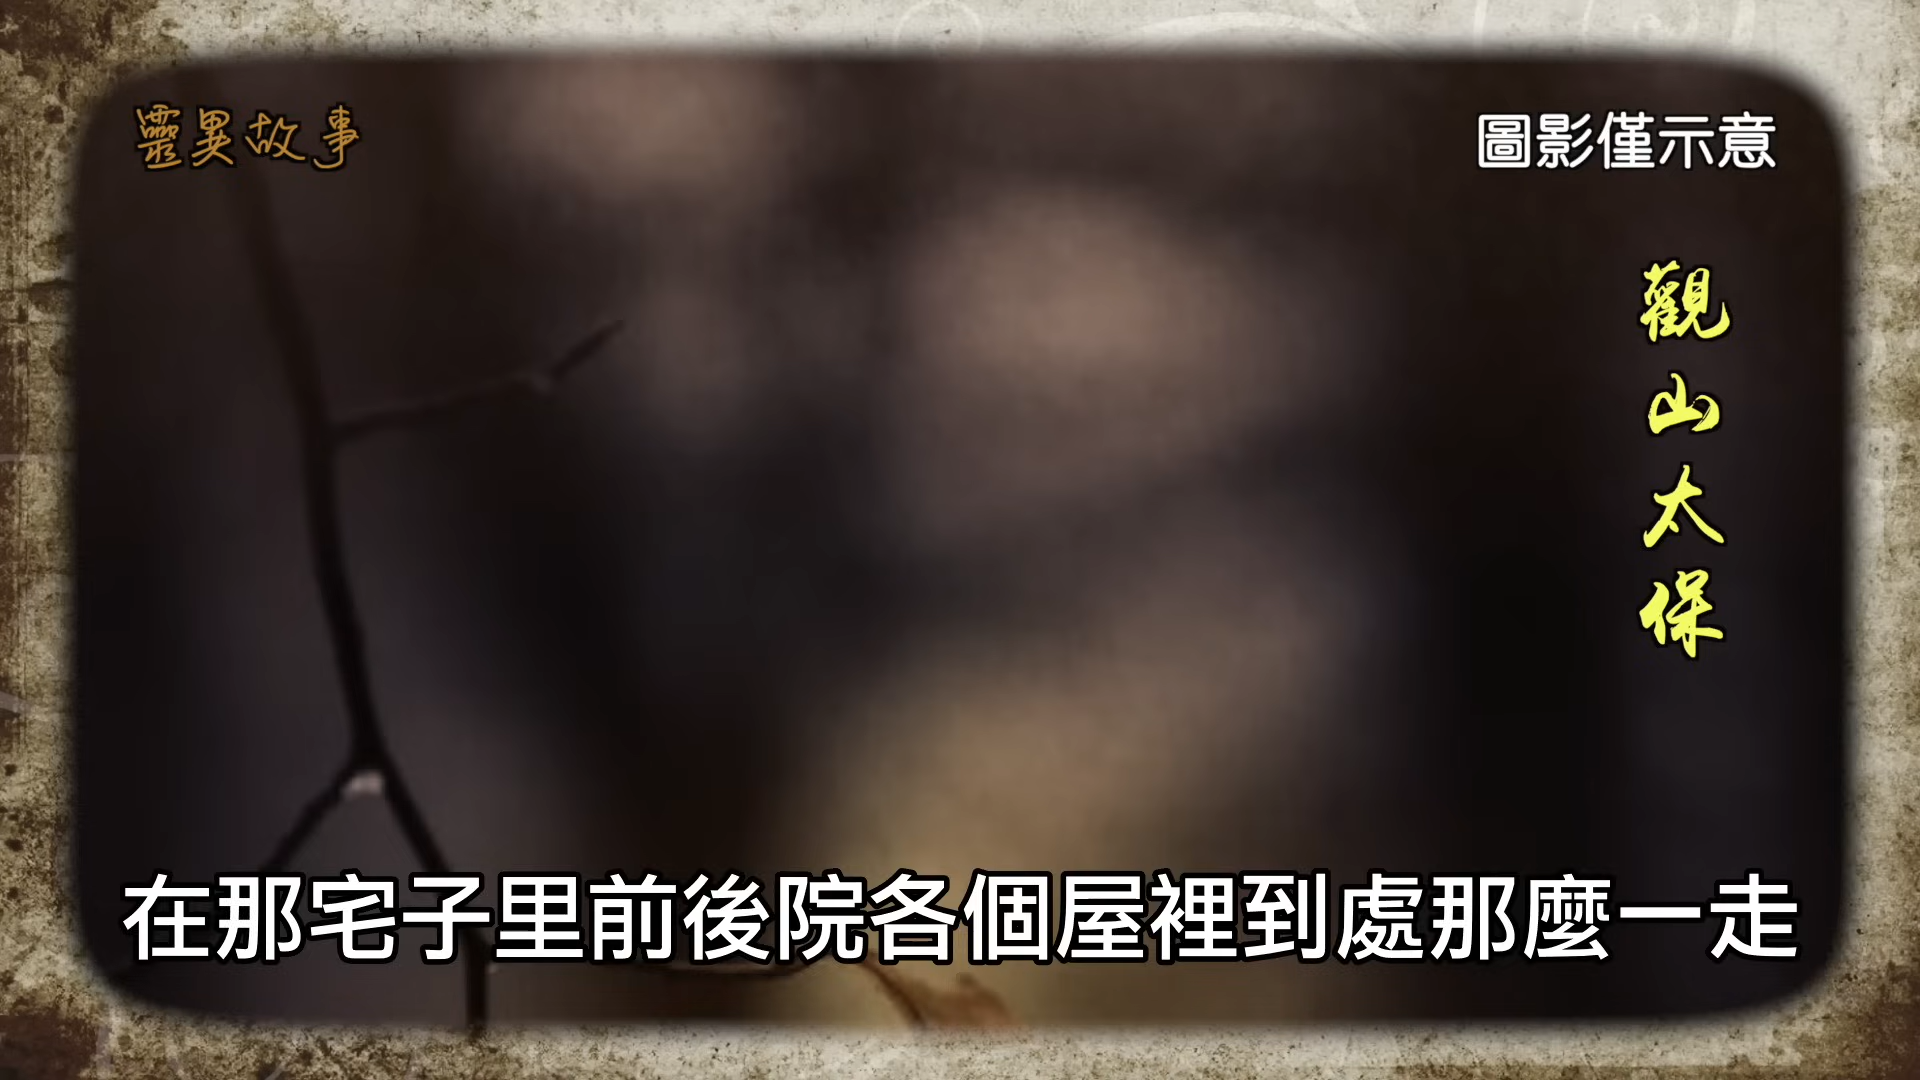 靈異故事
圖影僅示意
觀山太保
在那宅子里前後院各個屋裡到處那麼一走